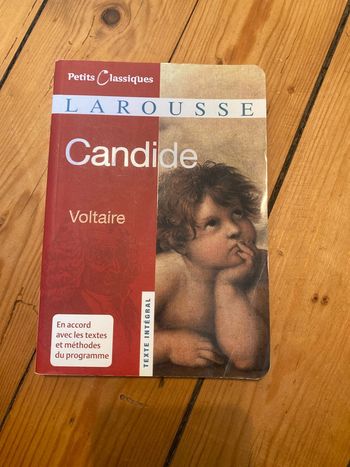 Petits Classiques
LAROUSSE
Candide
Voltaire
En accord
avec les textes
et méthodes
du programme
TEXTE INTÉGRAL